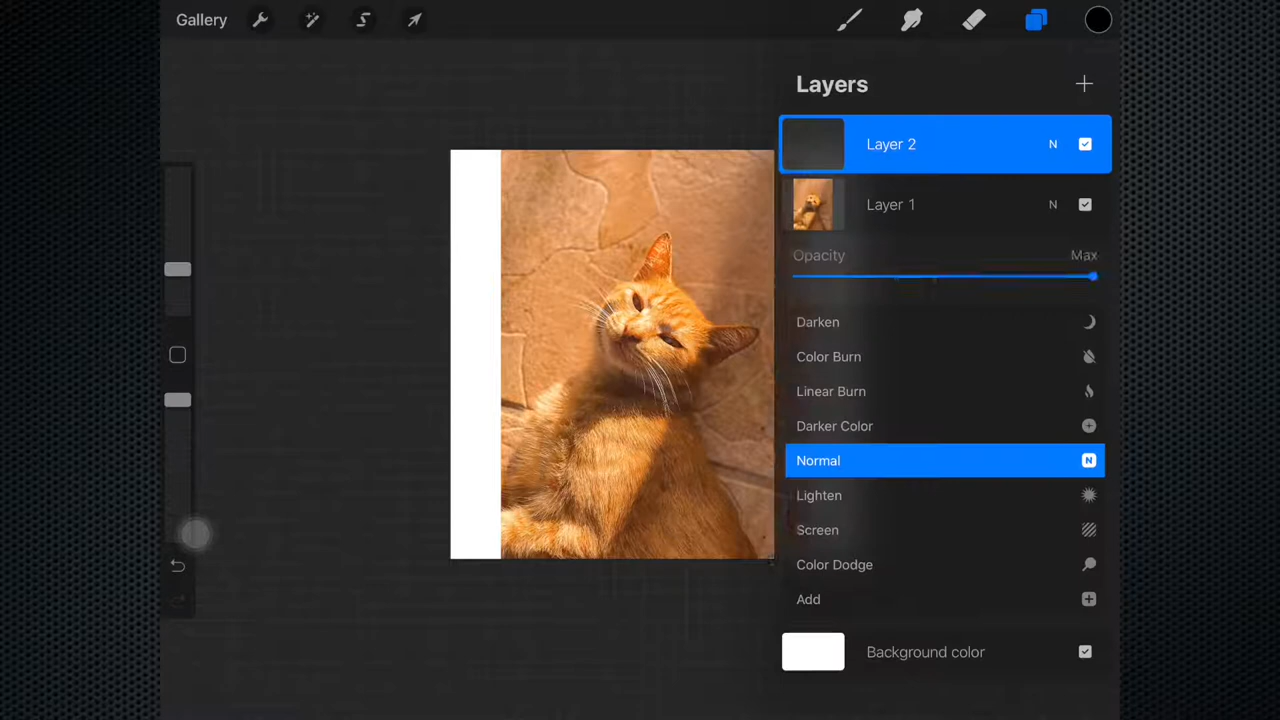 Gallery
Layers
Layer 2 N
Layer 1 N
Opacity Max
Darken
Color Burn
Linear Burn
Darker Color
Normal N
Lighten
Screen
Color Dodge
Add
Background color